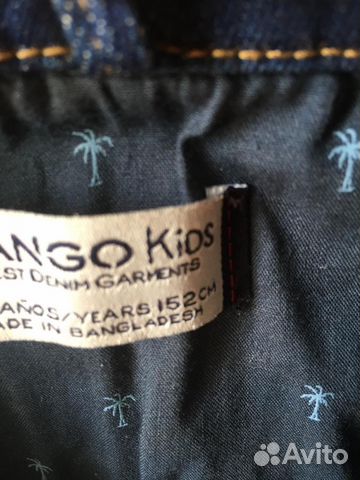 ANGO KiDS
EST DENIM GARMENTS
AÑOS/YEARS 152CM
ADE IN BANGLADESH
Avito